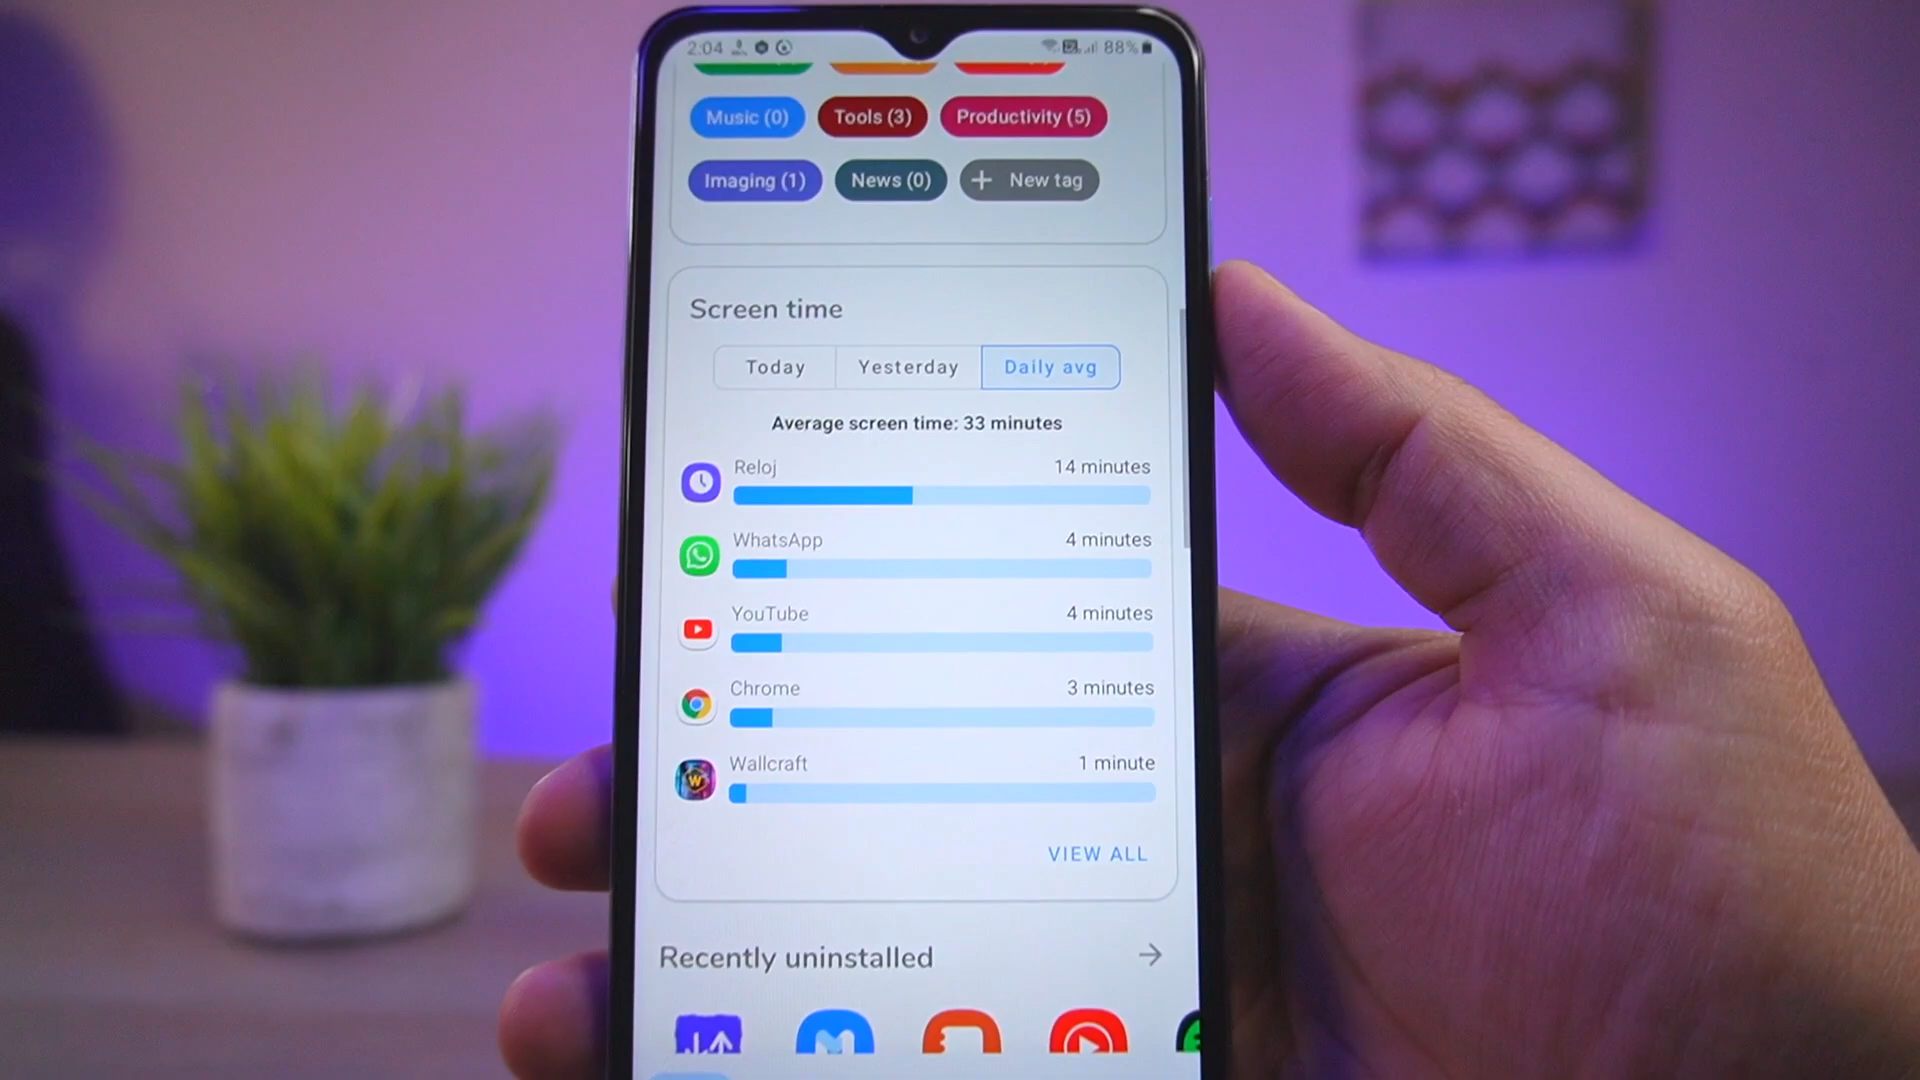 2:04 88%
Music (0) Tools (3) Productivity (5)
Imaging (1) News (0) + New tag
Screen time
Today Yesterday Daily avg
Average screen time: 33 minutes
Reloj 14 minutes
WhatsApp 4 minutes
YouTube 4 minutes
Chrome 3 minutes
Wallcraft 1 minute
W
VIEW ALL
Recently uninstalled